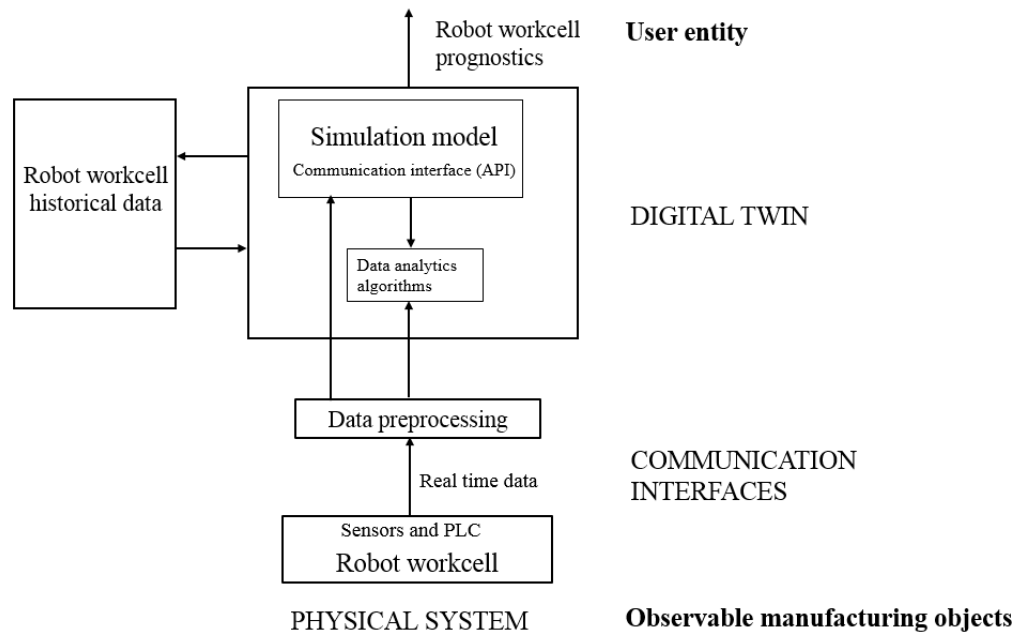 Robot workcell
prognostics
User entity
Simulation model
Communication interface (API)
Robot workcell
historical data
DIGITAL TWIN
Data analytics
algorithms
Data preprocessing
Real time data
COMMUNICATION
INTERFACES
Sensors and PLC
Robot workcell
PHYSICAL SYSTEM
Observable manufacturing objects